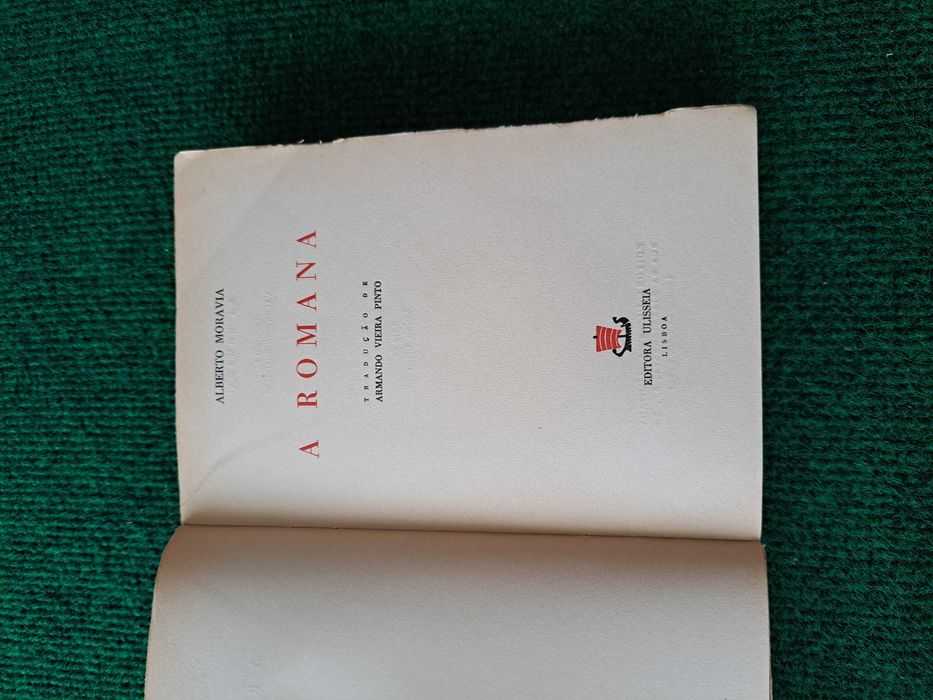 ALBERTO MORAVIA
A ROMANA
TRADUÇÃO DE
ARMANDO VIEIRA PINTO
EDITORA ULISSEIA
LISBOA